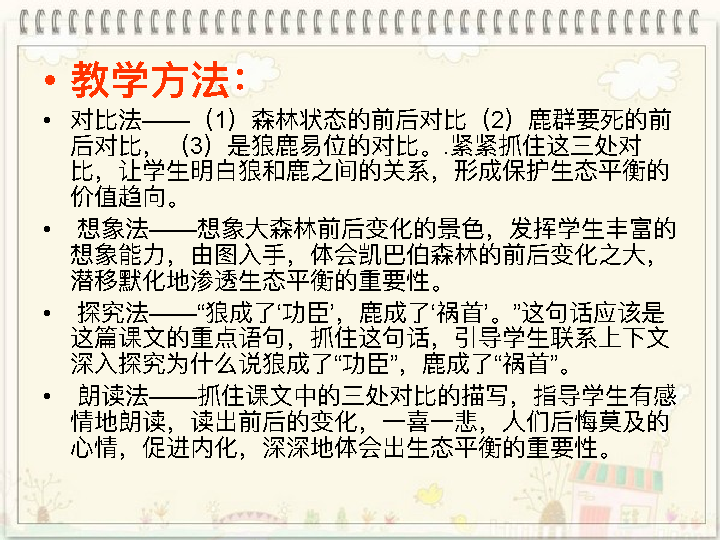 • 教学方法：
• 对比法——（1）森林状态的前后对比（2）鹿群要死的前
后对比，（3）是狼鹿易位的对比。.紧紧抓住这三处对
比，让学生明白狼和鹿之间的关系，形成保护生态平衡的
价值趋向。
• 想象法——想象大森林前后变化的景色，发挥学生丰富的
想象能力，由图入手，体会凯巴伯森林的前后变化之大，
潜移默化地渗透生态平衡的重要性。
• 探究法——“狼成了‘功臣’，鹿成了‘祸首’。”这句话应该是
这篇课文的重点语句，抓住这句话，引导学生联系上下文
深入探究为什么说狼成了“功臣”，鹿成了“祸首”。
• 朗读法——抓住课文中的三处对比的描写，指导学生有感
情地朗读，读出前后的变化，一喜一悲，人们后悔莫及的
心情，促进内化，深深地体会出生态平衡的重要性。